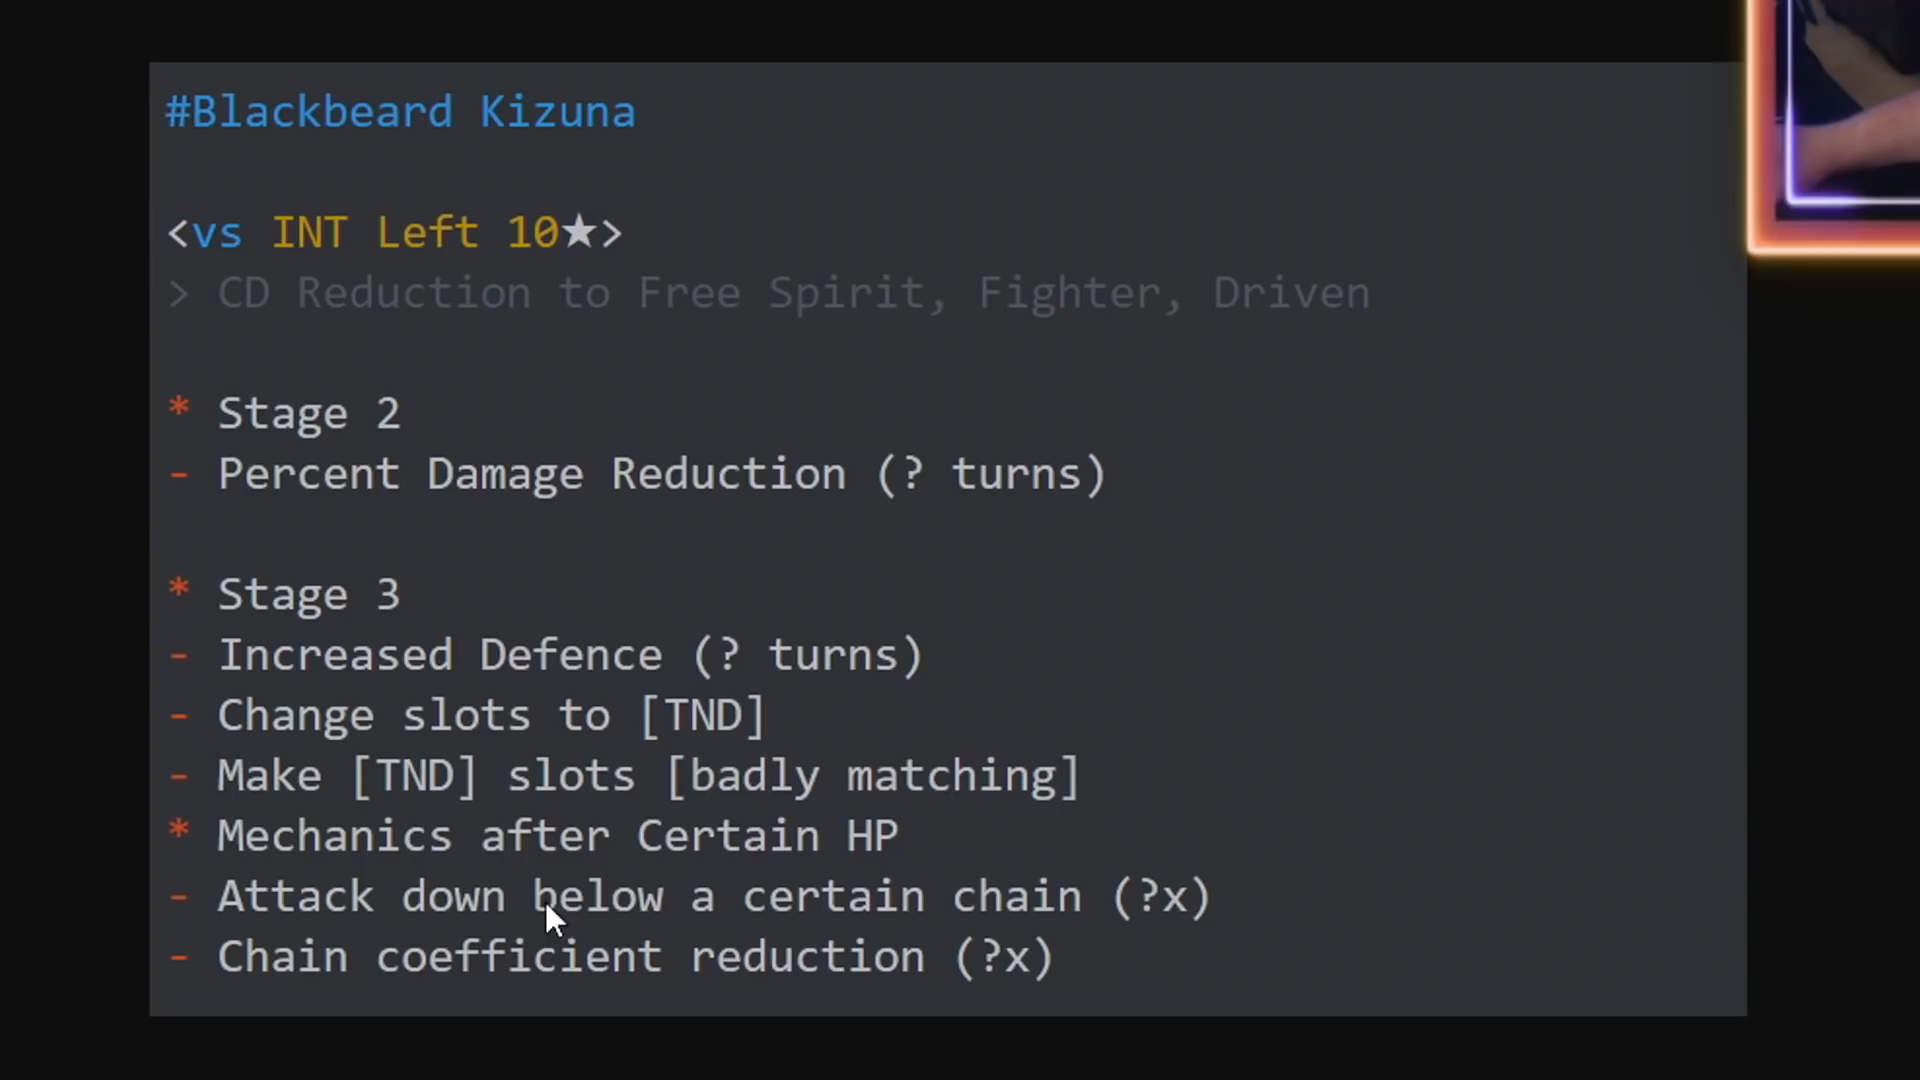 #Blackbeard Kizuna
<vs INT Left 10★>
> CD Reduction to Free Spirit, Fighter, Driven
* Stage 2
- Percent Damage Reduction (? turns)
* Stage 3
- Increased Defence (? turns)
- Change slots to [TND]
- Make [TND] slots [badly matching]
* Mechanics after Certain HP
- Attack down below a certain chain (?x)
- Chain coefficient reduction (?x)